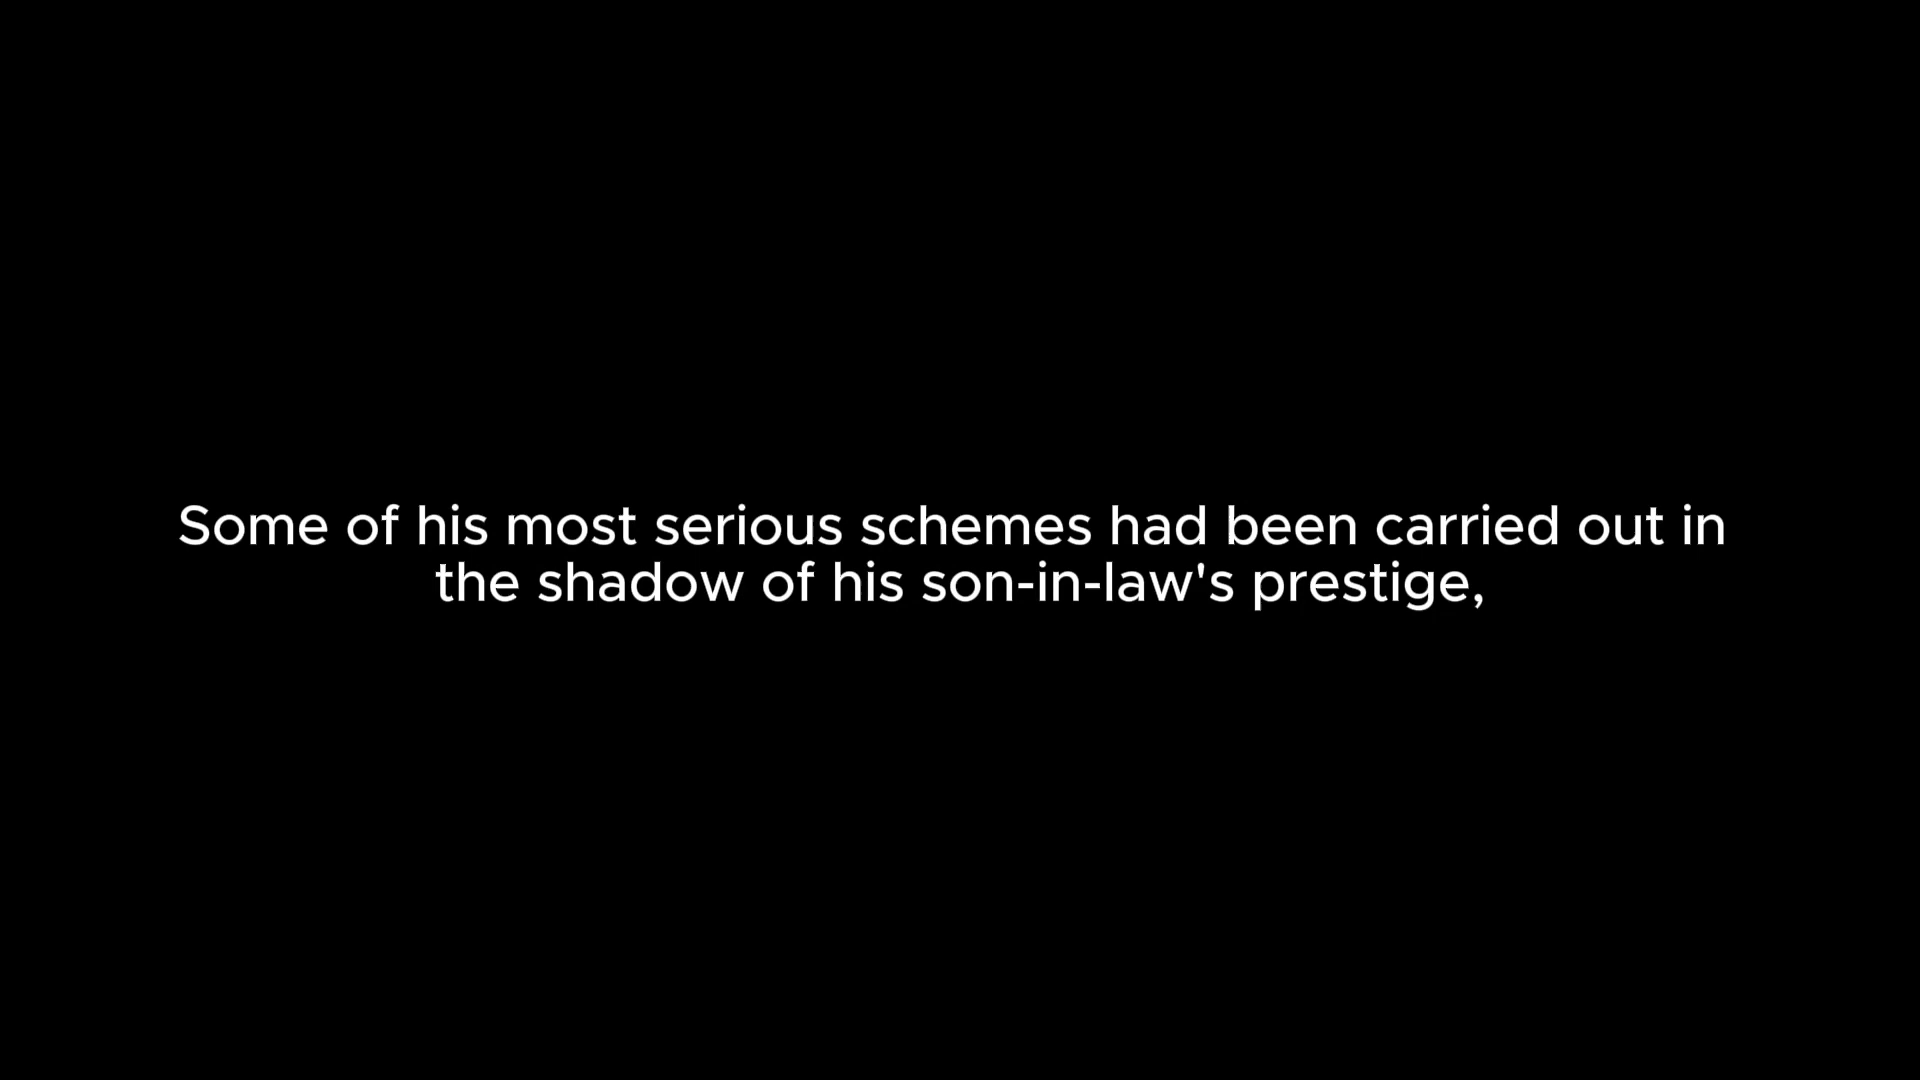 Some of his most serious schemes had been carried out in
the shadow of his son-in-law's prestige,